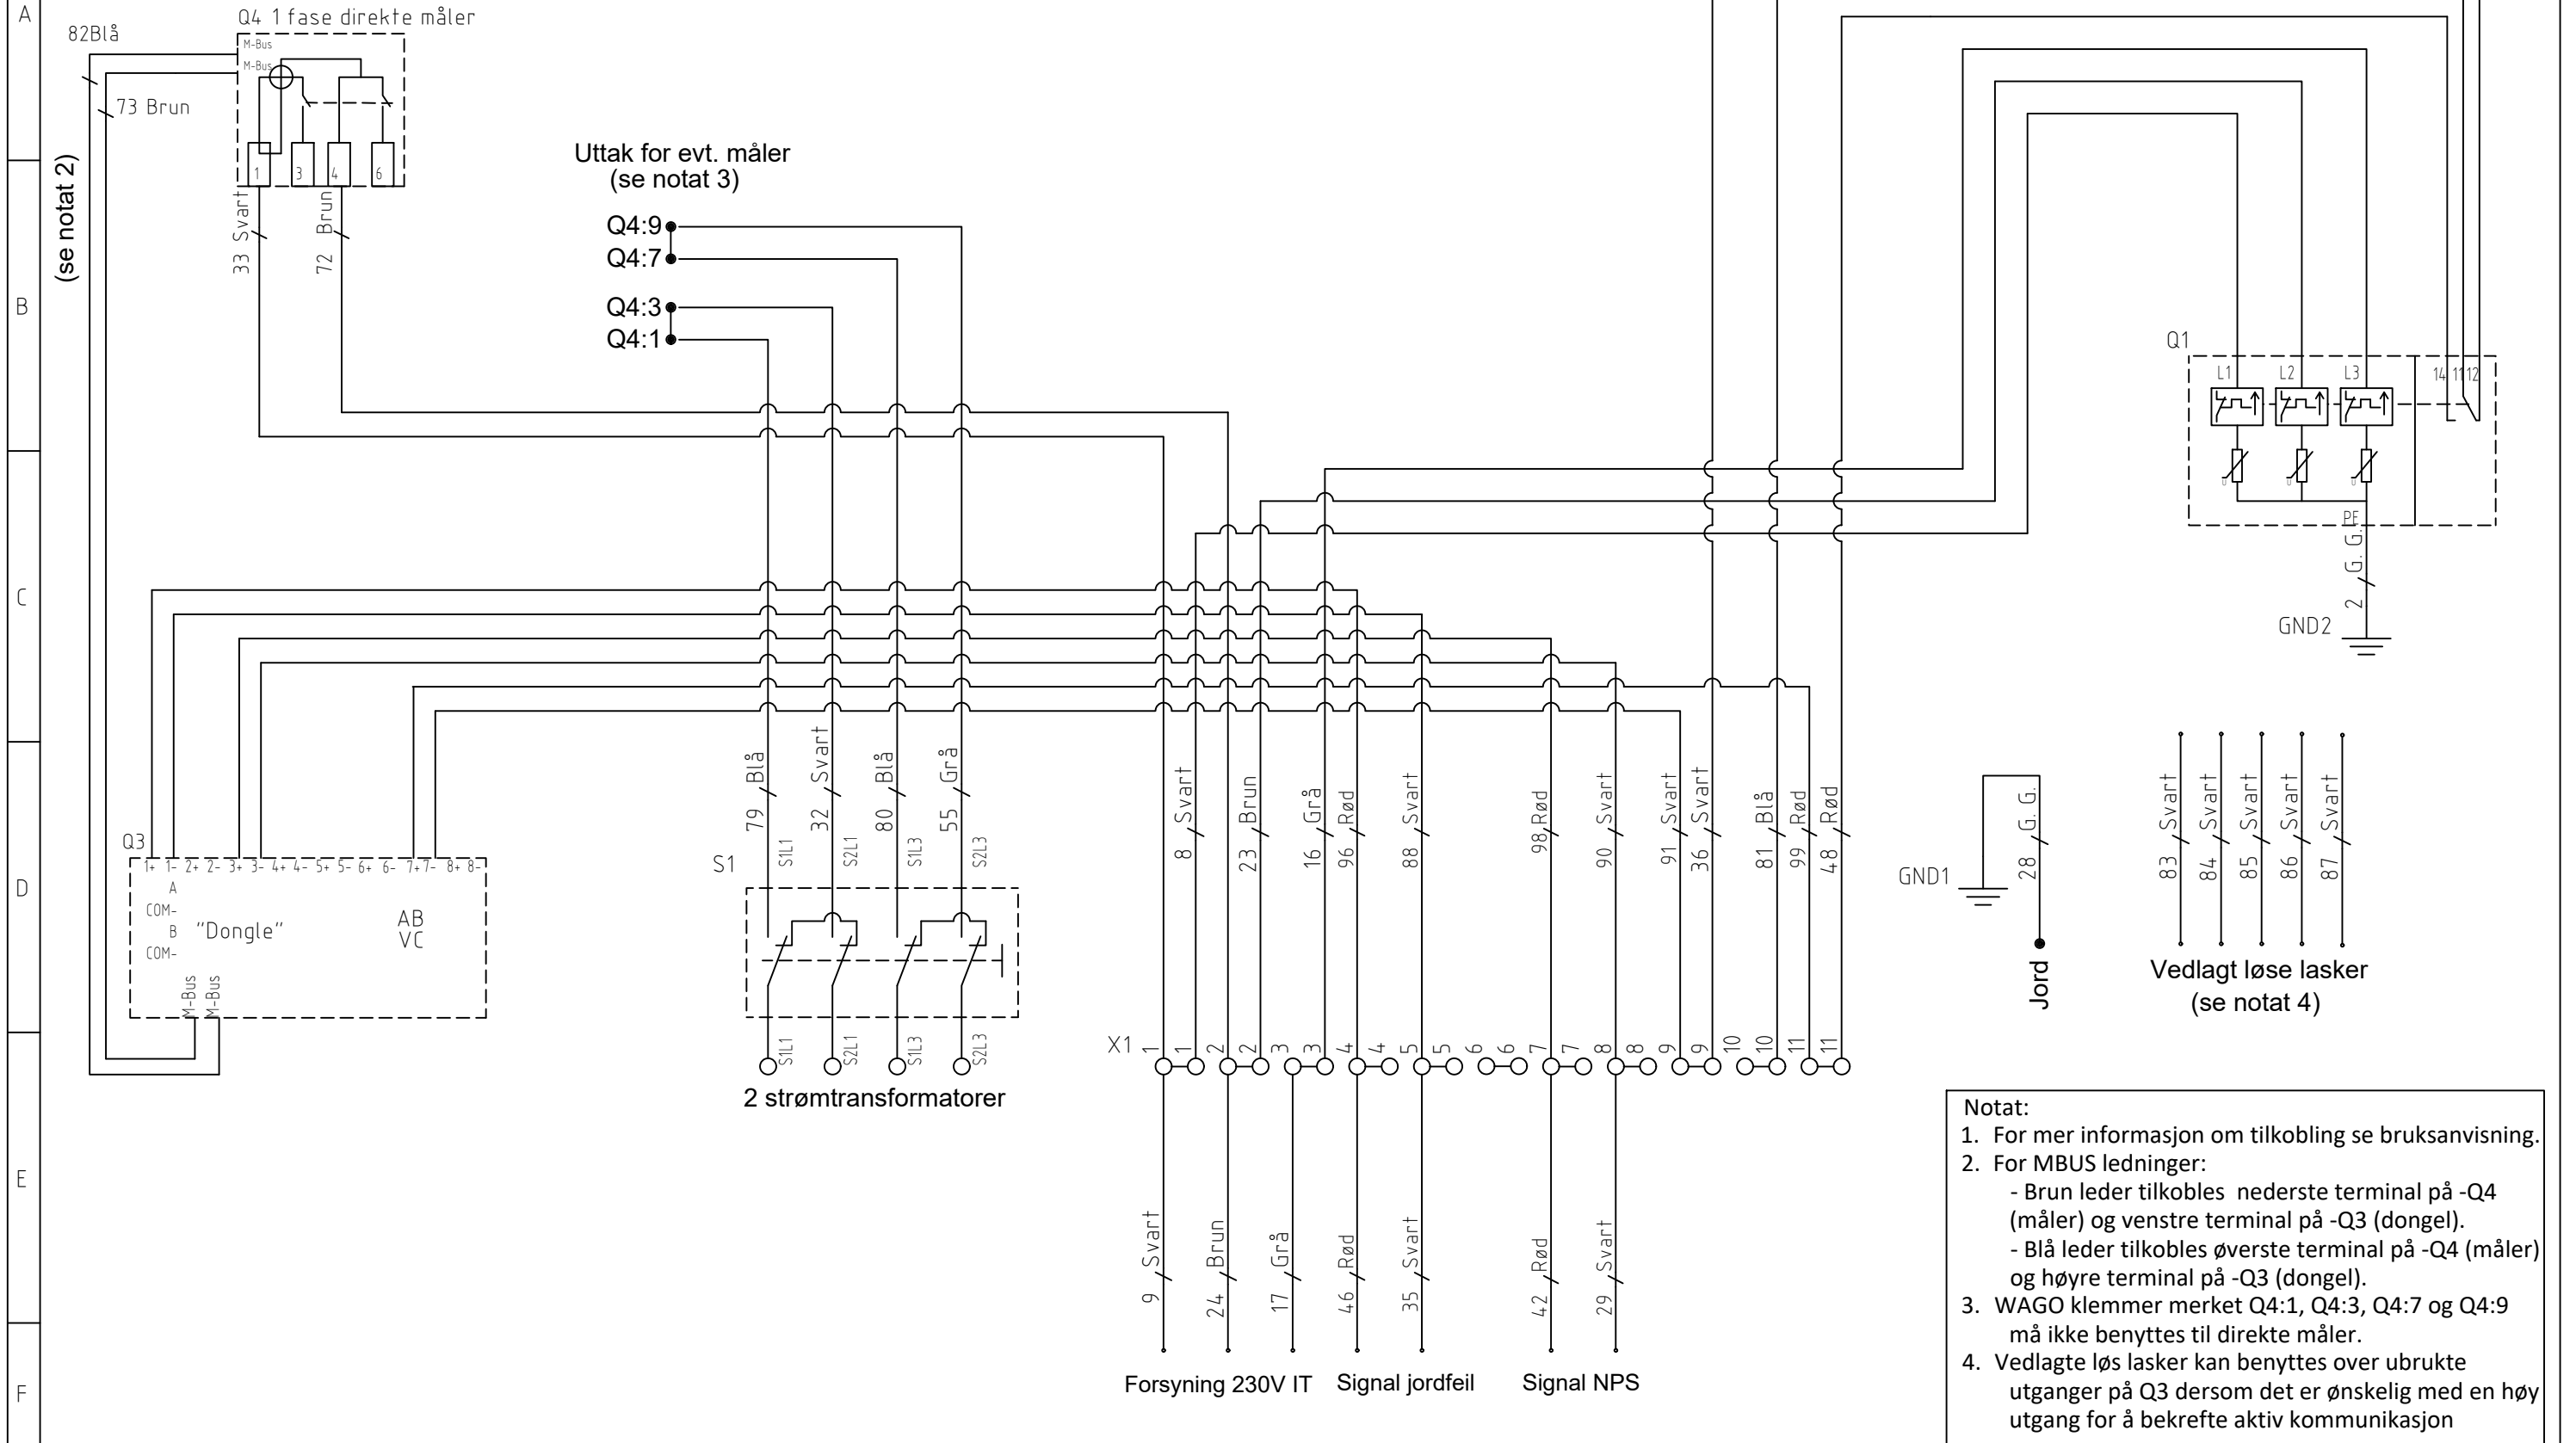 A
B
C
D
E
F
Q4 1 fase direkte måler
82Blå
73 Brun
(se notat 2)
M-Bus
M-Bus
1 3 4 6
33 Svart
72 Brun
Uttak for evt. måler
(se notat 3)
Q4:9
Q4:7
Q4:3
Q4:1
Q1
L1 L2 L3 14 11 12
U U U
PE
2 G. G.
GND2
Q3
1+ 1- 2+ 2- 3+ 3- 4+ 4- 5+ 5- 6+ 6- 7+ 7- 8+ 8-
A
COM-
B
COM-
"Dongle"
AB
VC
M-Bus
M-Bus
79 Blå
32 Svart
80 Blå
55 Grå
S1L1
S2L1
S1L3
S2L3
S1
S1L1
S2L1
S1L3
S2L3
2 strømtransformatorer
8 Svart
23 Brun
16 Grå
96 Rød
88 Svart
98 Rød
90 Svart
91 Svart
36 Svart
81 Blå
99 Rød
48 Rød
X1
1 1 2 2 3 3 4 4 5 5 6 6 7 7 8 8 9 9 10 10 11 11
9 Svart
24 Brun
17 Grå
46 Rød
35 Svart
42 Rød
29 Svart
Forsyning 230V IT
Signal jordfeil
Signal NPS
GND1
28 G. G.
Jord
83 Svart
84 Svart
85 Svart
86 Svart
87 Svart
Vedlagt løse lasker
(se notat 4)
Notat:
1. For mer informasjon om tilkobling se bruksanvisning.
2. For MBUS ledninger:
- Brun leder tilkobles nederste terminal på -Q4
(måler) og venstre terminal på -Q3 (dongel).
- Blå leder tilkobles øverste terminal på -Q4 (måler)
og høyre terminal på -Q3 (dongel).
3. WAGO klemmer merket Q4:1, Q4:3, Q4:7 og Q4:9
må ikke benyttes til direkte måler.
4. Vedlagte løs lasker kan benyttes over ubrukte
utganger på Q3 dersom det er ønskelig med en høy
utgang for å bekrefte aktiv kommunikasjon